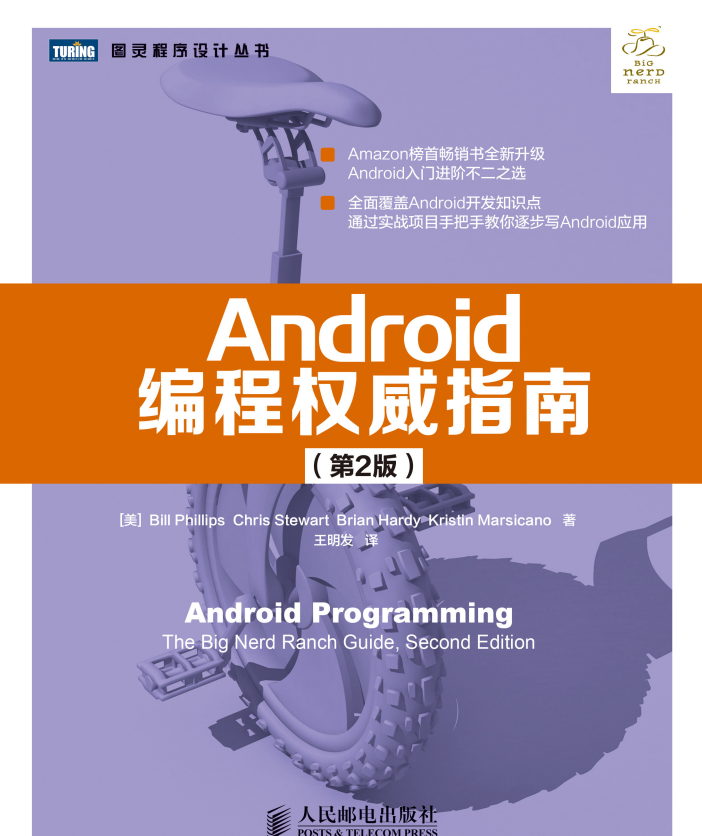 TURING
图灵程序设计丛书
BiG
nerd
ranch
Amazon榜首畅销书全新升级
Android入门进阶不二之选
全面覆盖Android开发知识点
通过实战项目手把手教你逐步写Android应用
Android
编程权威指南
（第2版）
[美] Bill Phillips Chris Stewart Brian Hardy Kristin Marsicano 著
王明发 译
Android Programming
The Big Nerd Ranch Guide, Second Edition
人民邮电出版社
POSTS & TELECOM PRESS